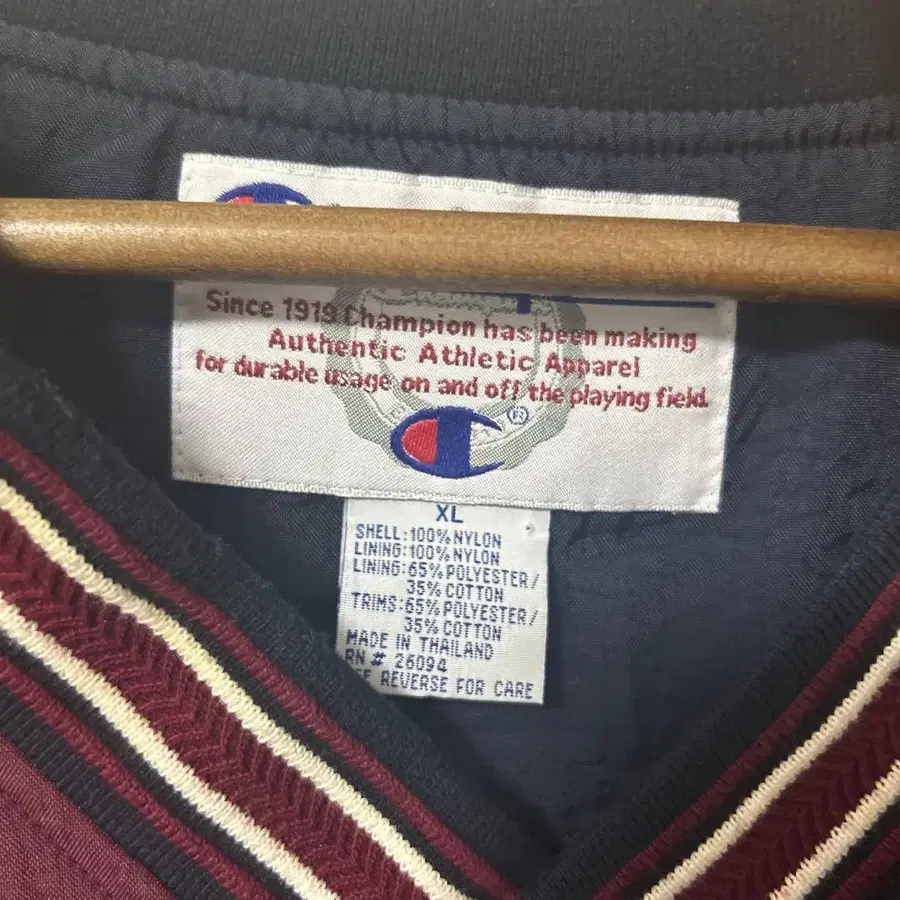 Since 1919 Champion has been making
Authentic Athletic Apparel
for durable usage on and off the playing field.
®
XL
SHELL:100%NYLON
LINING:100%NYLON
LINING:65%POLYESTER/
35%COTTON
TRIMS:65%POLYESTER/
35%COTTON
MADE IN THAILAND
RN # 26094
REVERSE FOR CARE